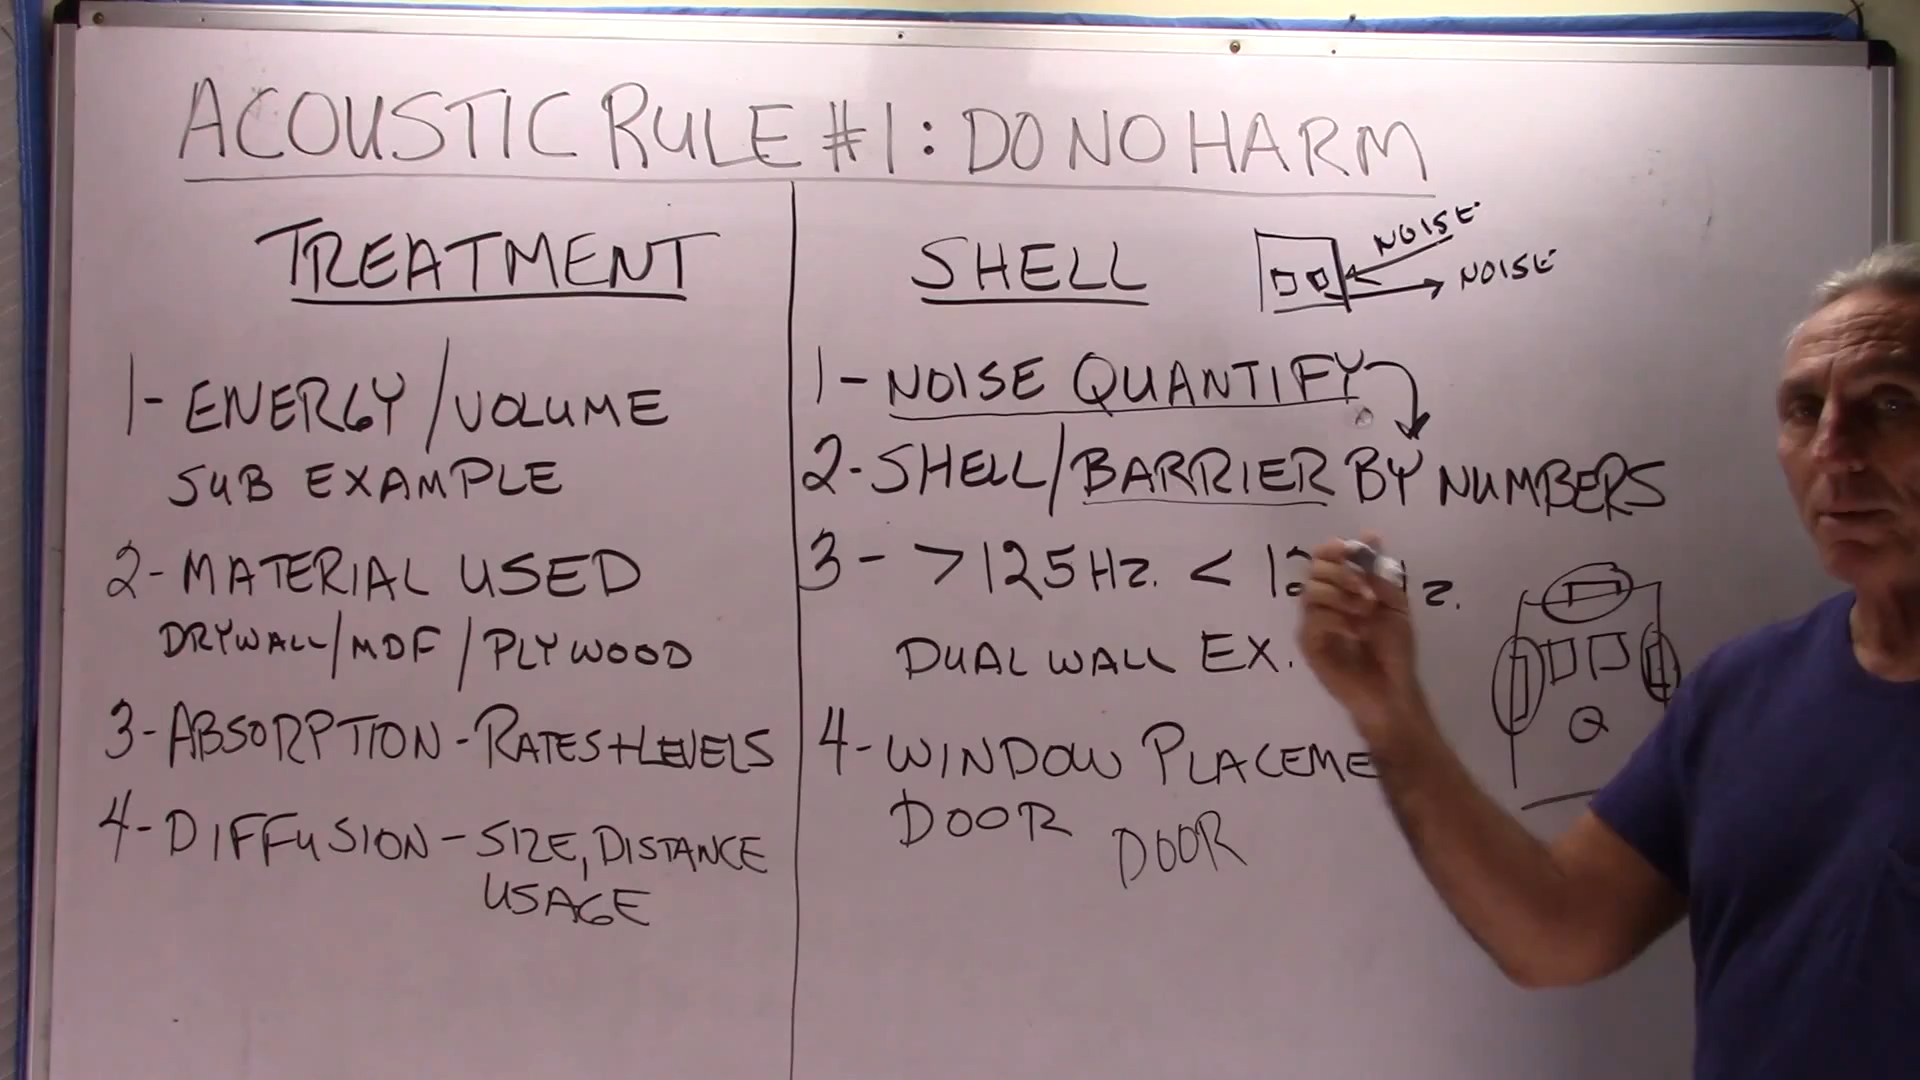 ACOUSTIC RULE #1: DO NO HARM
TREATMENT
1- ENERGY/VOLUME
SUB EXAMPLE
2- MATERIAL USED
DRYWALL/MDF/PLYWOOD
3- ABSORPTION - RATES+LEVELS
4- DIFFUSION - SIZE, DISTANCE
USAGE
SHELL
NOISE
NOISE
1- NOISE QUANTIFY
2- SHELL/BARRIER BY NUMBERS
3- >125Hz. <
DUAL WALL EX.
4- WINDOW
DOOR DOOR